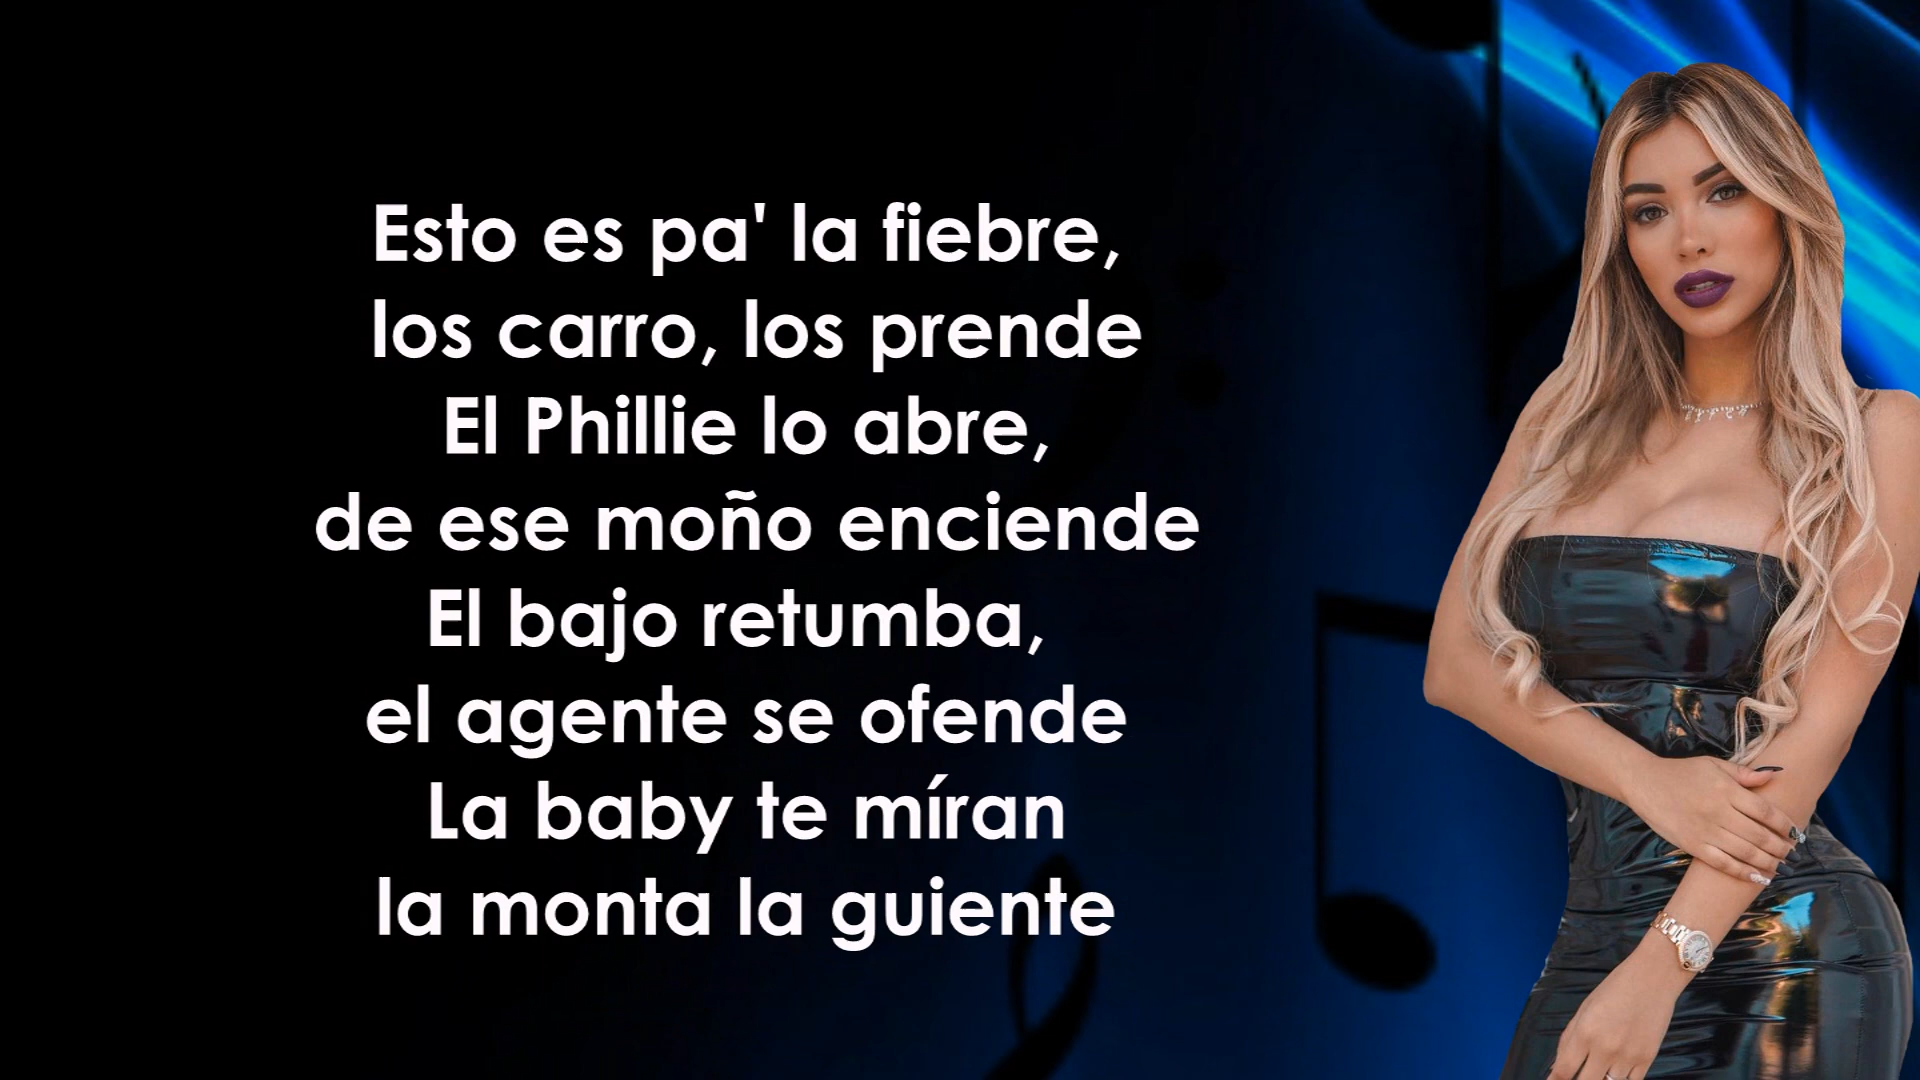 Esto es pa' la fiebre,
los carro, los prende
El Phillie lo abre,
de ese moño enciende
El bajo retumba,
el agente se ofende
La baby te míran
la monta la guiente